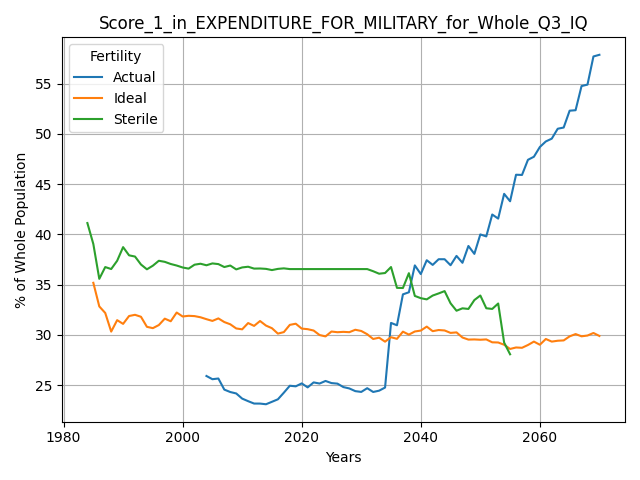 Score_1_in_EXPENDITURE_FOR_MILITARY_for_Whole_Q3_IQ
Fertility
Actual
Ideal
Sterile
% of Whole Population
55
50
45
40
35
30
25
1980 2000 2020 2040 2060
Years